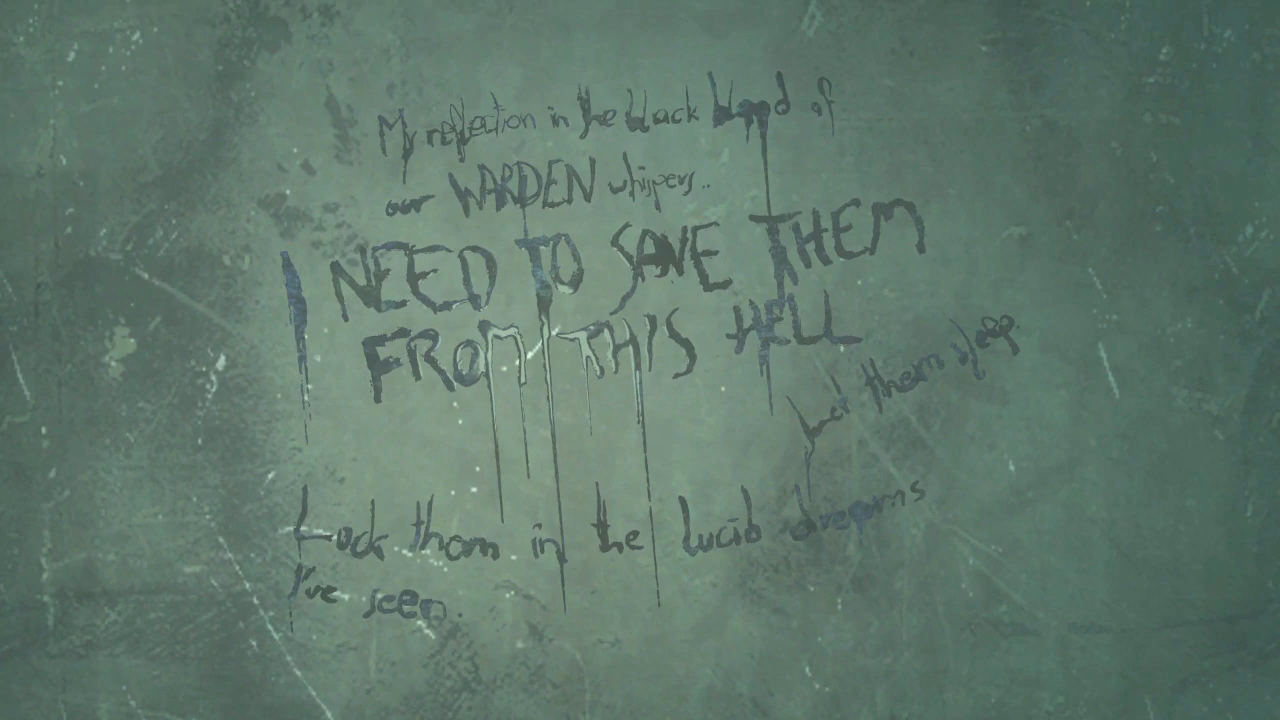 My reflection in the black blood of
our WARDEN whispers..
I NEED TO SAVE THEM
FROM THIS HELL
Let them sleep.
Lock them in the lucid dreams
I've seen.